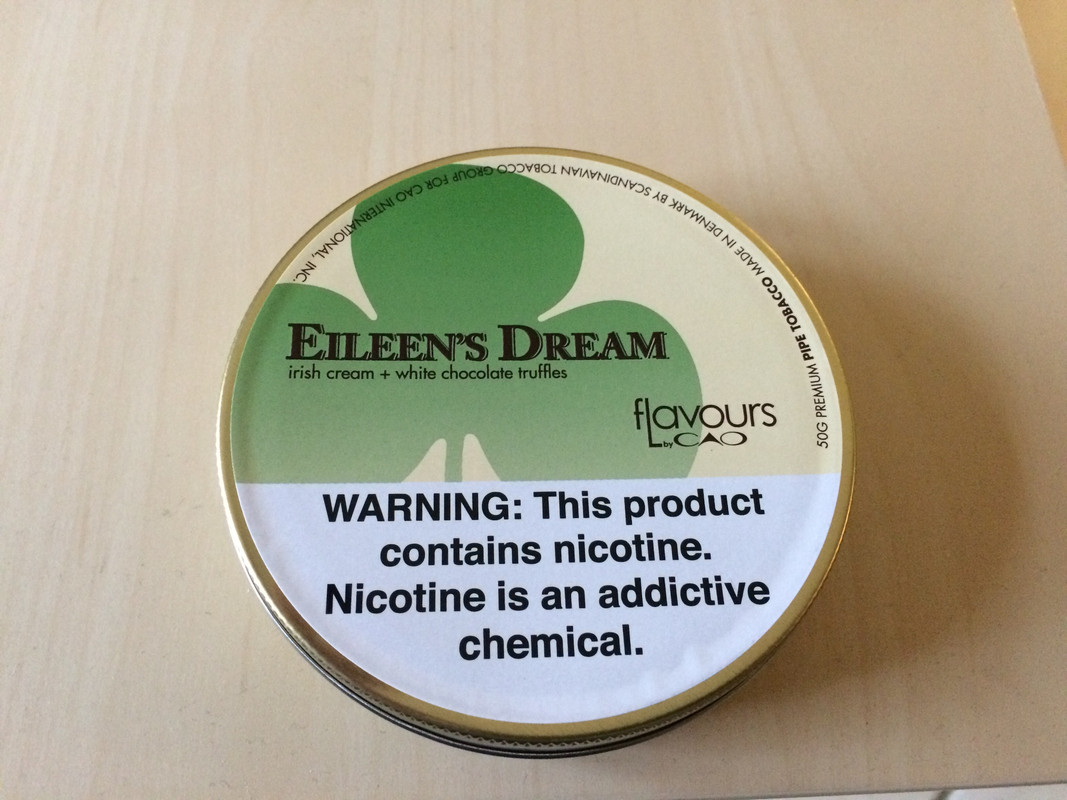 EILEEN'S DREAM
irish cream + white chocolate truffles
flavours
by CAO
50G PREMIUM PIPE TOBACCO MADE IN DENMARK BY SCANDINAVIAN TOBACCO GROUP FOR CAO INTERNATIONAL, INC.
WARNING: This product
contains nicotine.
Nicotine is an addictive
chemical.